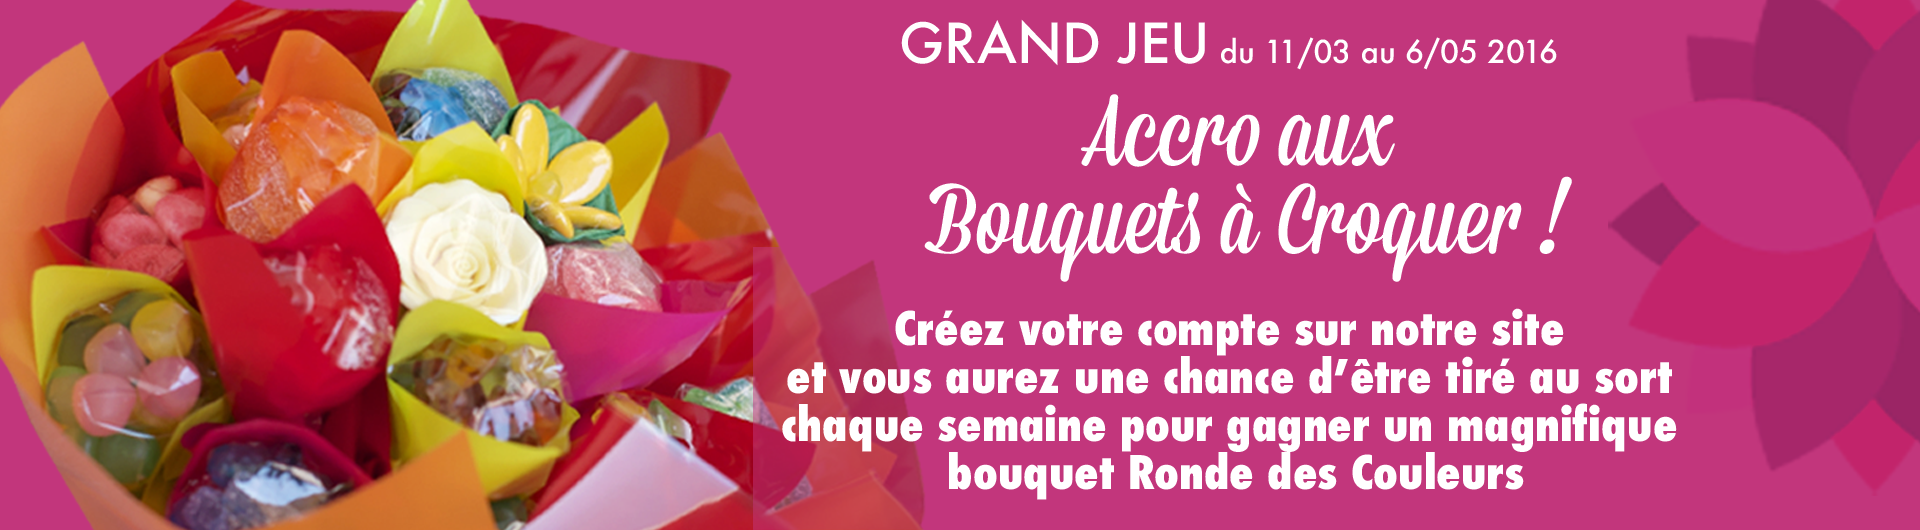 GRAND JEU du 11/03 au 6/05 2016
Accro aux
Bouquets à Croquer !
Créez votre compte sur notre site
et vous aurez une chance d’être tiré au sort
chaque semaine pour gagner un magnifique
bouquet Ronde des Couleurs